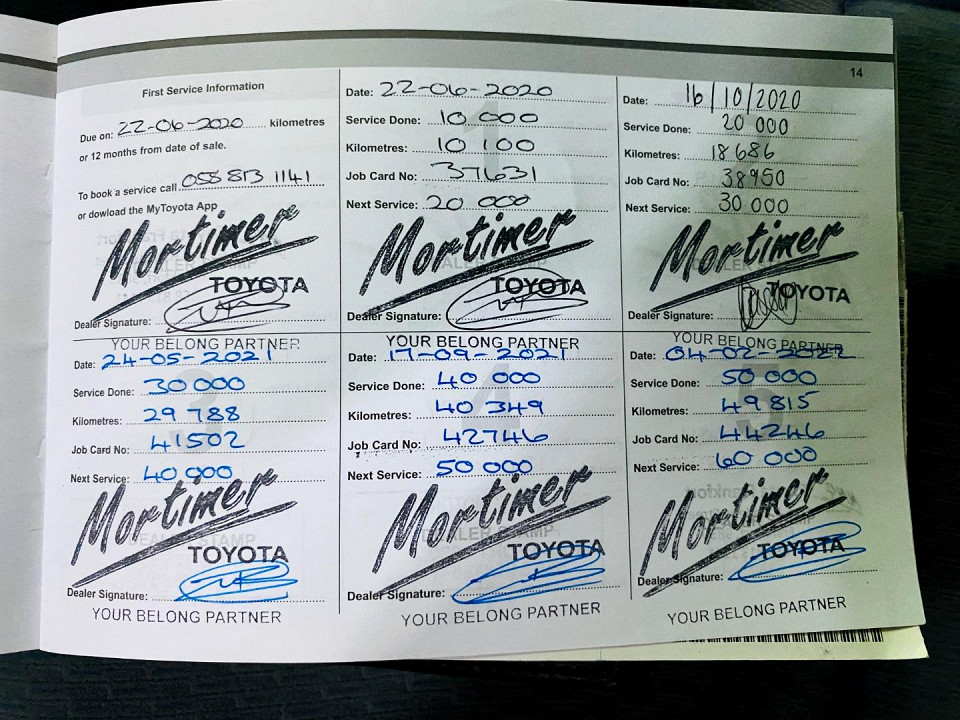 14
First Service Information
Due on: 22-06-2020 kilometres
or 12 months from date of sale.
To book a service call 058 813 1141
or dowload the MyToyota App
Mortimer
TOYOTA
Dealer Signature:
YOUR BELONG PARTNER
Date: 22-06-2020
Service Done: 10 000
Kilometres: 10 100
Job Card No: 37631
Next Service: 20 000
Mortimer
TOYOTA
Dealer Signature:
YOUR BELONG PARTNER
Date: 16/10/2020
Service Done: 20 000
Kilometres: 18 686
Job Card No: 38950
Next Service: 30 000
Mortimer
TOYOTA
Dealer Signature:
YOUR BELONG PARTNER
Date: 24-05-2021
Service Done: 30 000
Kilometres: 29 788
Job Card No: 41502
Next Service: 40 000
Mortimer
TOYOTA
Dealer Signature:
YOUR BELONG PARTNER
Date: 17-09-2021
Service Done: 40 000
Kilometres: 40 349
Job Card No: 42746
Next Service: 50 000
Mortimer
TOYOTA
Dealer Signature:
YOUR BELONG PARTNER
Date: 04-02-2022
Service Done: 50 000
Kilometres: 49 815
Job Card No: 44246
Next Service: 60 000
Mortimer
TOYOTA
Dealer Signature:
YOUR BELONG PARTNER